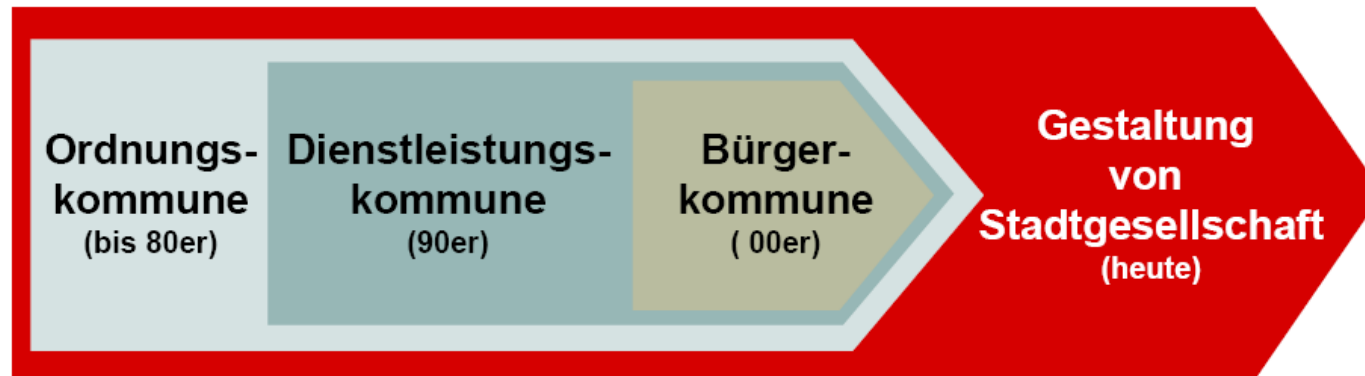 Ordnungs-
kommune
(bis 80er)
Dienstleistungs-
kommune
(90er)
Bürger-
kommune
( 00er)
Gestaltung
von
Stadtgesellschaft
(heute)